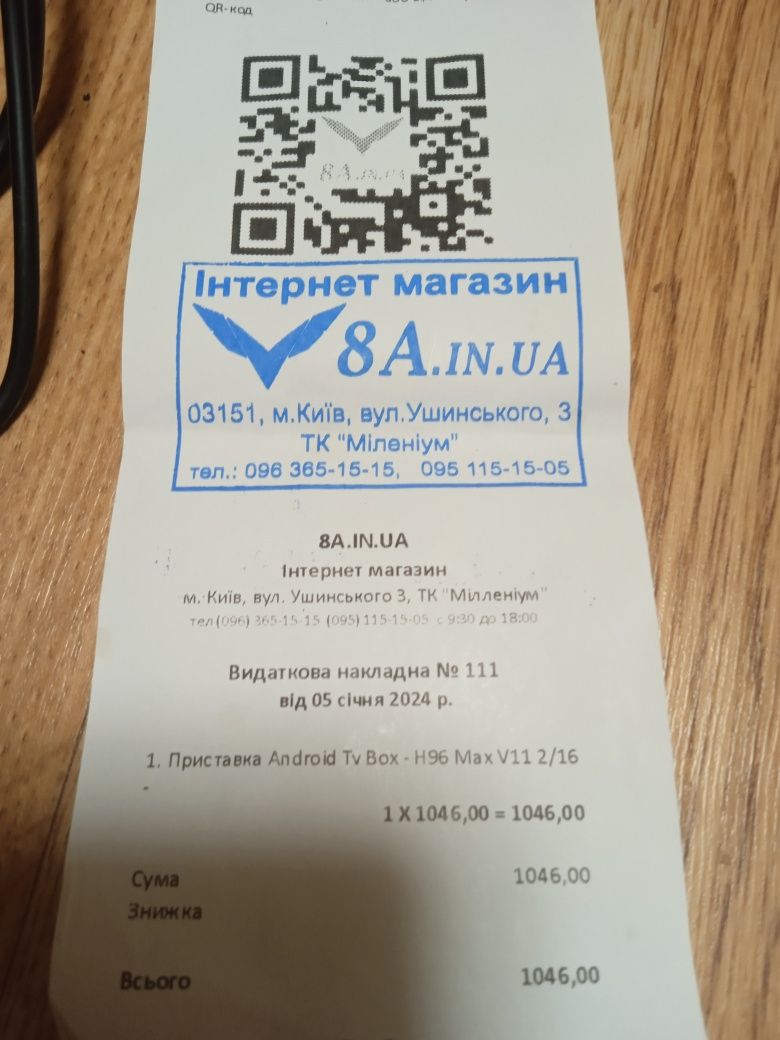 QR-код
8A.IN.UA
Інтернет магазин
8A.IN.UA
03151, м.Київ, вул.Ушинського, 3
ТК "Міленіум"
тел.: 096 365-15-15, 095 115-15-05
8A.IN.UA
Інтернет магазин
м. Київ, вул. Ушинського 3, ТК "Мілленіум"
тел (096) 365-15-15 (095) 115-15-05 с 9:30 до 18:00
Видаткова накладна № 111
від 05 січня 2024 р.
1. Приставка Android Tv Box - H96 Max V11 2/16
-
1 X 1046,00 = 1046,00
Сума 1046,00
Знижка
Всього 1046,00